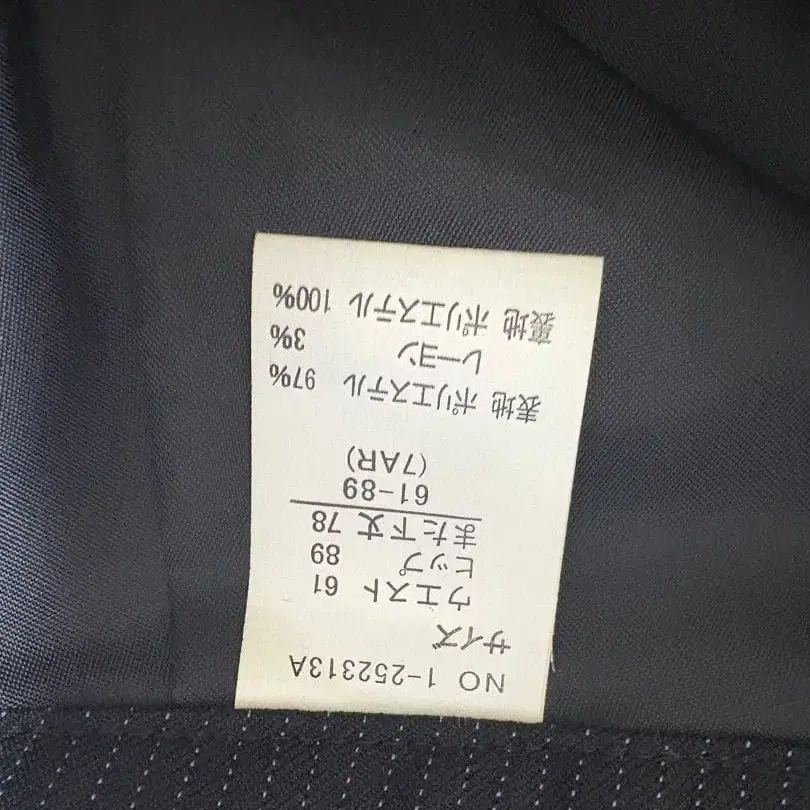 NO 1-252313A
サイズ
ウエスト 61
ヒップ 89
また下丈 78
61-89
(7AR)
表地 ポリエステル 97%
レーヨン 3%
裏地 ポリエステル 100%